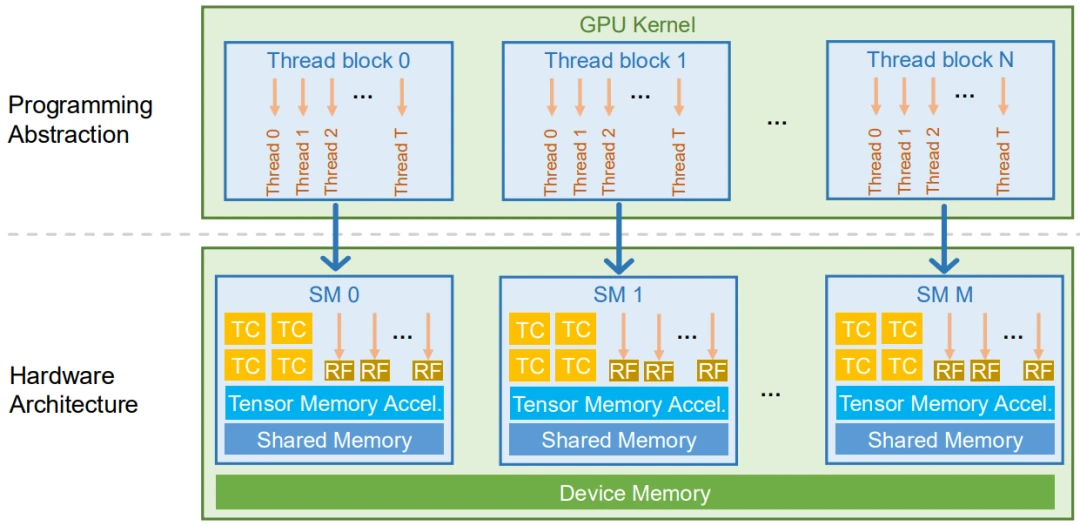 GPU Kernel
Programming
Abstraction
Thread block 0
Thread 0
Thread 1
Thread 2
...
Thread T
Thread block 1
Thread 0
Thread 1
Thread 2
...
Thread T
...
Thread block N
Thread 0
Thread 1
Thread 2
...
Thread T
Hardware
Architecture
SM 0
TC TC
TC TC
...
RF RF RF
Tensor Memory Accel.
Shared Memory
SM 1
TC TC
TC TC
...
RF RF RF
Tensor Memory Accel.
Shared Memory
...
SM M
TC TC
TC TC
...
RF RF RF
Tensor Memory Accel.
Shared Memory
Device Memory